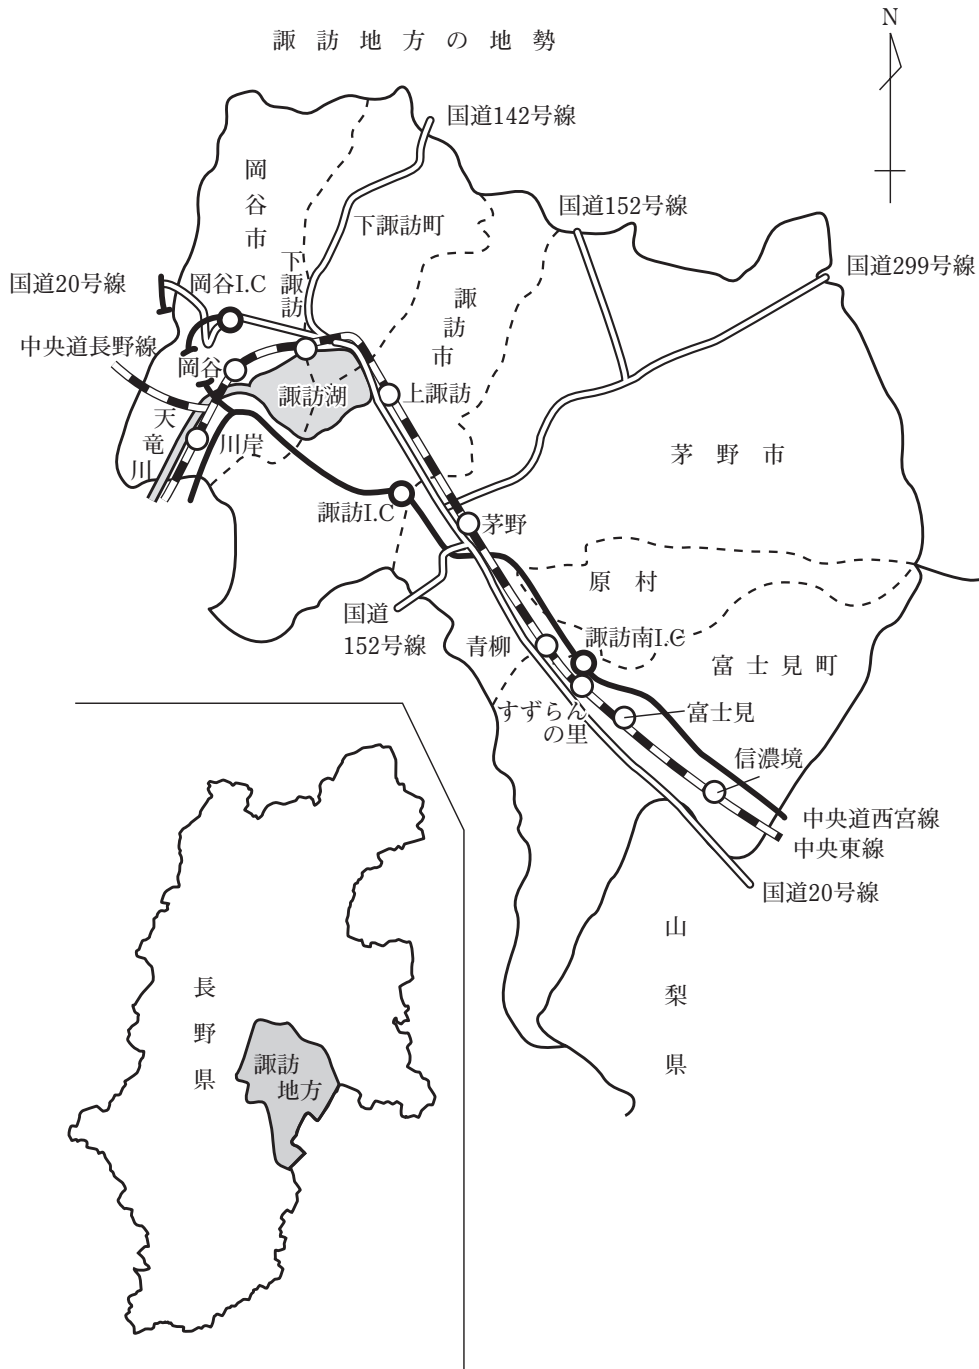 諏訪地方の地勢
N
国道142号線
岡谷市
国道152号線
下諏訪町
下諏訪
国道299号線
国道20号線
岡谷I.C
諏訪市
中央道長野線
岡谷
諏訪湖
上諏訪
天竜川
川岸
茅野市
諏訪I.C
茅野
原村
国道
152号線
青柳
諏訪南I.C
富士見町
すずらん
の里
富士見
信濃境
中央道西宮線
中央東線
国道20号線
山梨県
長野県
諏訪
地方